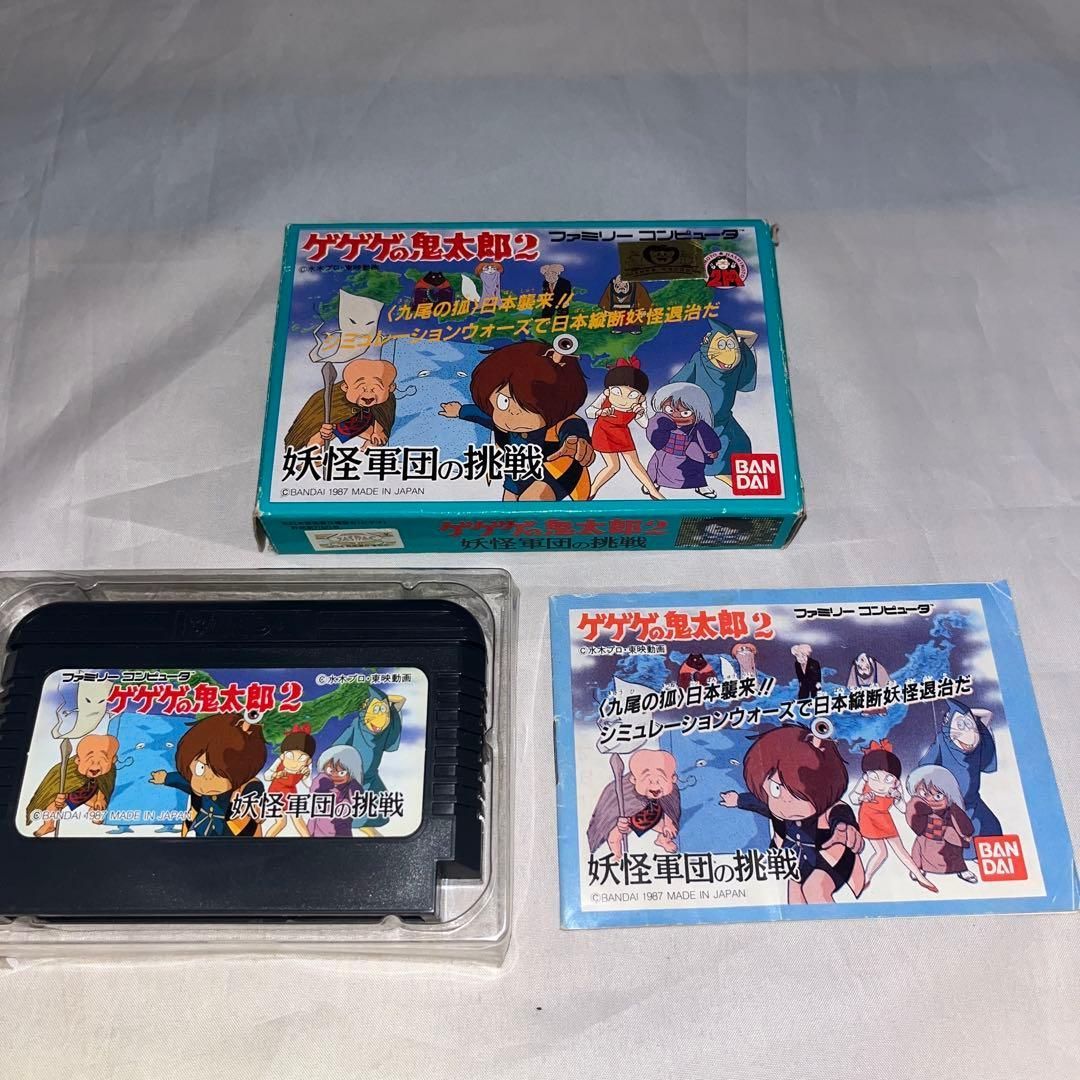 ゲゲゲの鬼太郎2
ファミリー コンピュータ™
©水木プロ・東映動画
〈九尾の狐〉日本襲来!!
シミュレーションウォーズで日本縦断妖怪退治だ
妖怪軍団の挑戦
©BANDAI 1987 MADE IN JAPAN
BAN
DAI
ゲゲゲの鬼太郎2
妖怪軍団の挑戦
ファミリー コンピュータ
©水木プロ・東映動画
ゲゲゲの鬼太郎2
妖怪軍団の挑戦
©BANDAI 1987 MADE IN JAPAN
ゲゲゲの鬼太郎2
ファミリー コンピュータ™
©水木プロ・東映動画
〈九尾の狐〉日本襲来!!
シミュレーションウォーズで日本縦断妖怪退治だ
妖怪軍団の挑戦
©BANDAI 1987 MADE IN JAPAN
BAN
DAI